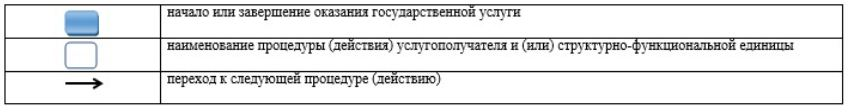 начало или завершение оказания государственной услуги
наименование процедуры (действия) услугополучателя и (или) структурно-функциональной единицы
переход к следующей процедуре (действию)